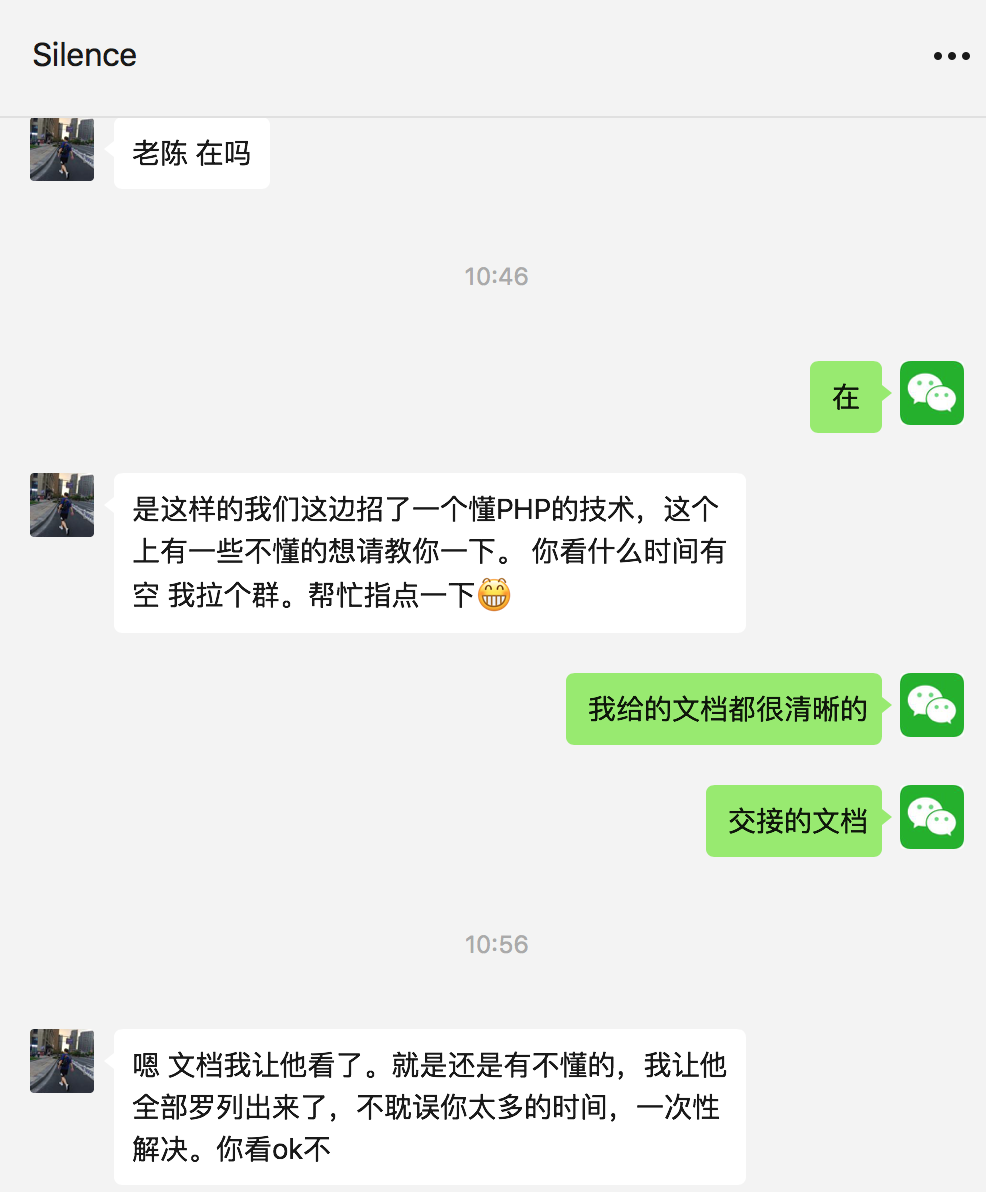 Silence
老陈 在吗
10:46
在
是这样的我们这边招了一个懂PHP的技术，这个
上有一些不懂的想请教你一下。 你看什么时间有
空 我拉个群。帮忙指点一下😁
我给的文档都很清晰的
交接的文档
10:56
嗯 文档我让他看了。就是还是有不懂的，我让他
全部罗列出来了，不耽误你太多的时间，一次性
解决。你看ok不